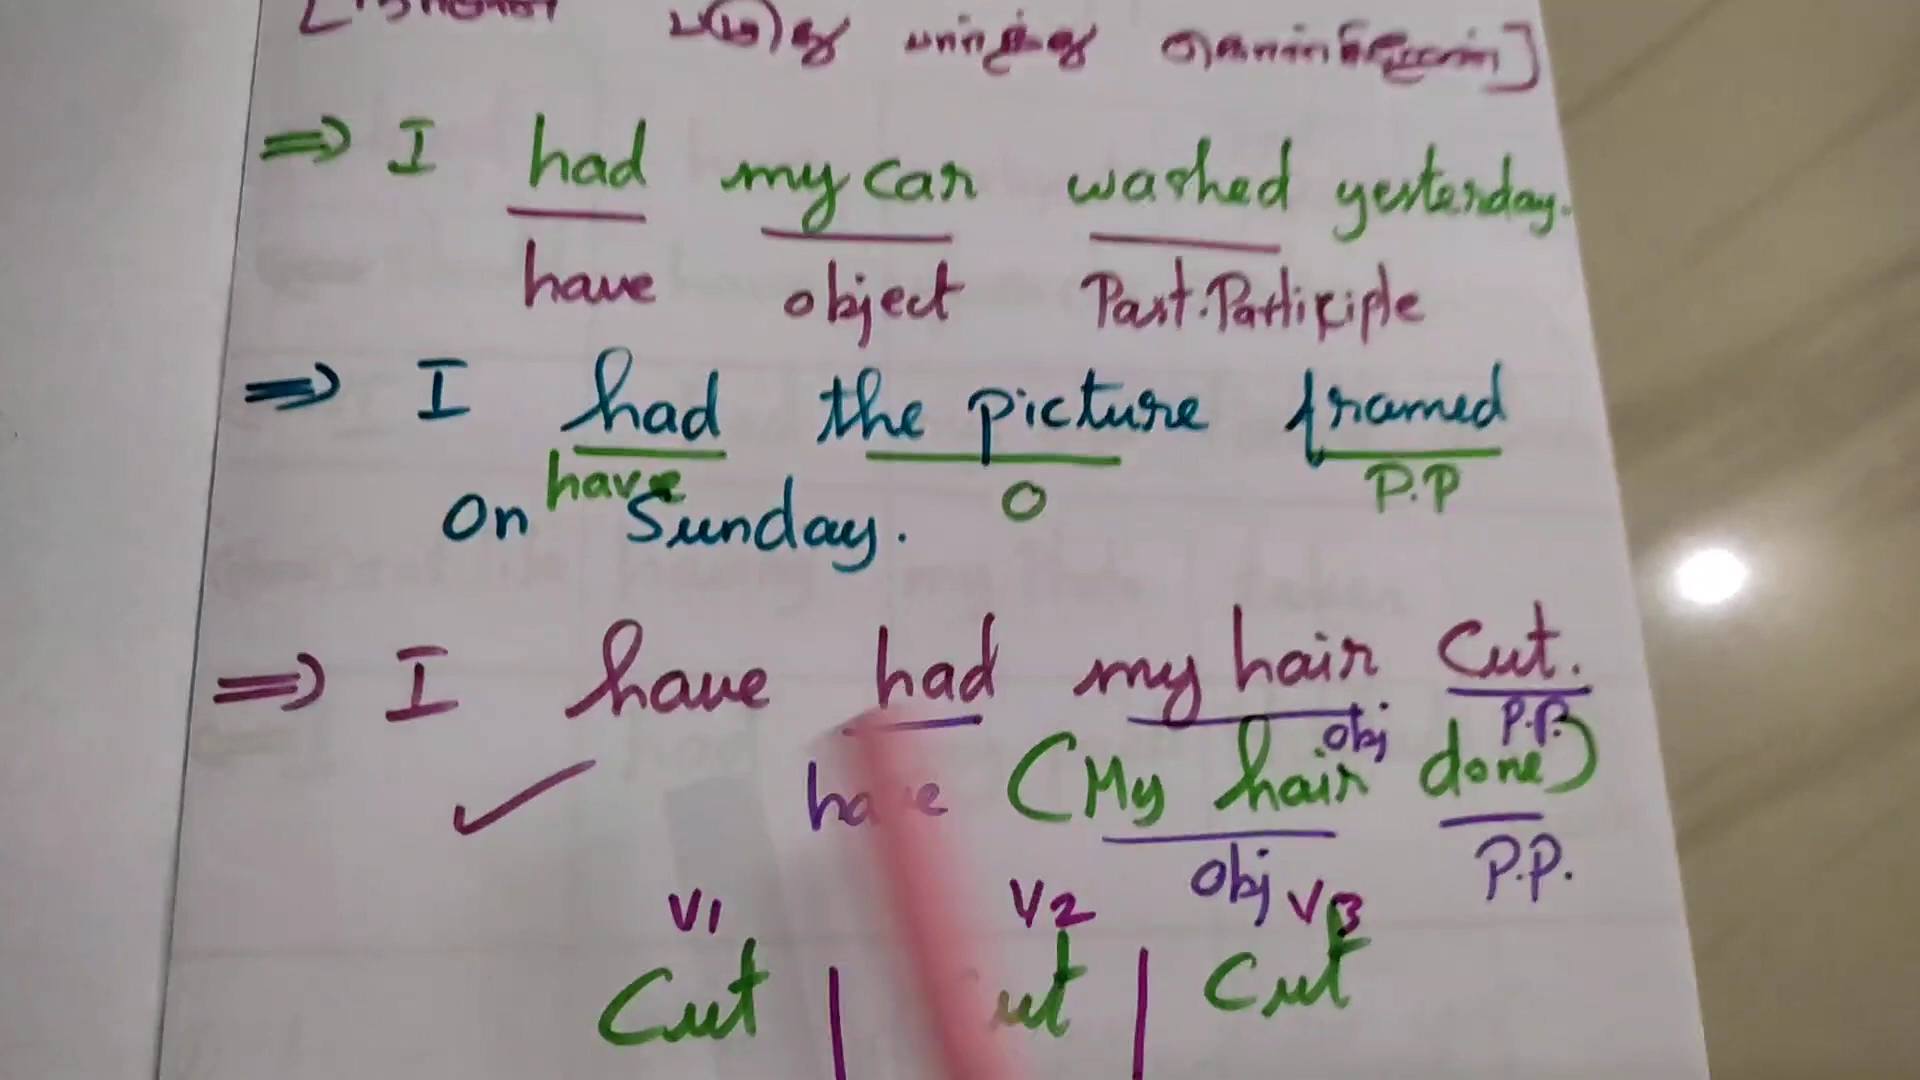 ⇒ I had my car washed yesterday.
have object Past.Participle
⇒ I had the picture framed
have O P.P
on Sunday.
⇒ I have had my hair cut.
obj P.P.
have (My hair done)
obj P.P.
V1 V2 V3
Cut | | Cut